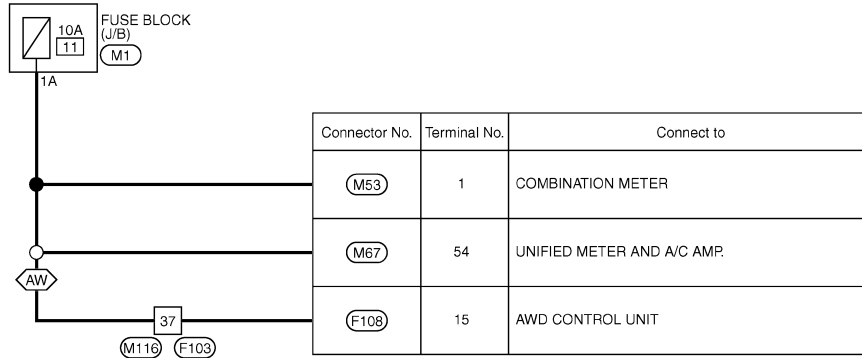 FUSE BLOCK
(J/B)
10A
11
M1
1A
Connector No. Terminal No. Connect to
M53 1 COMBINATION METER
M67 54 UNIFIED METER AND A/C AMP.
AW
37
F108 15 AWD CONTROL UNIT
M116 F103